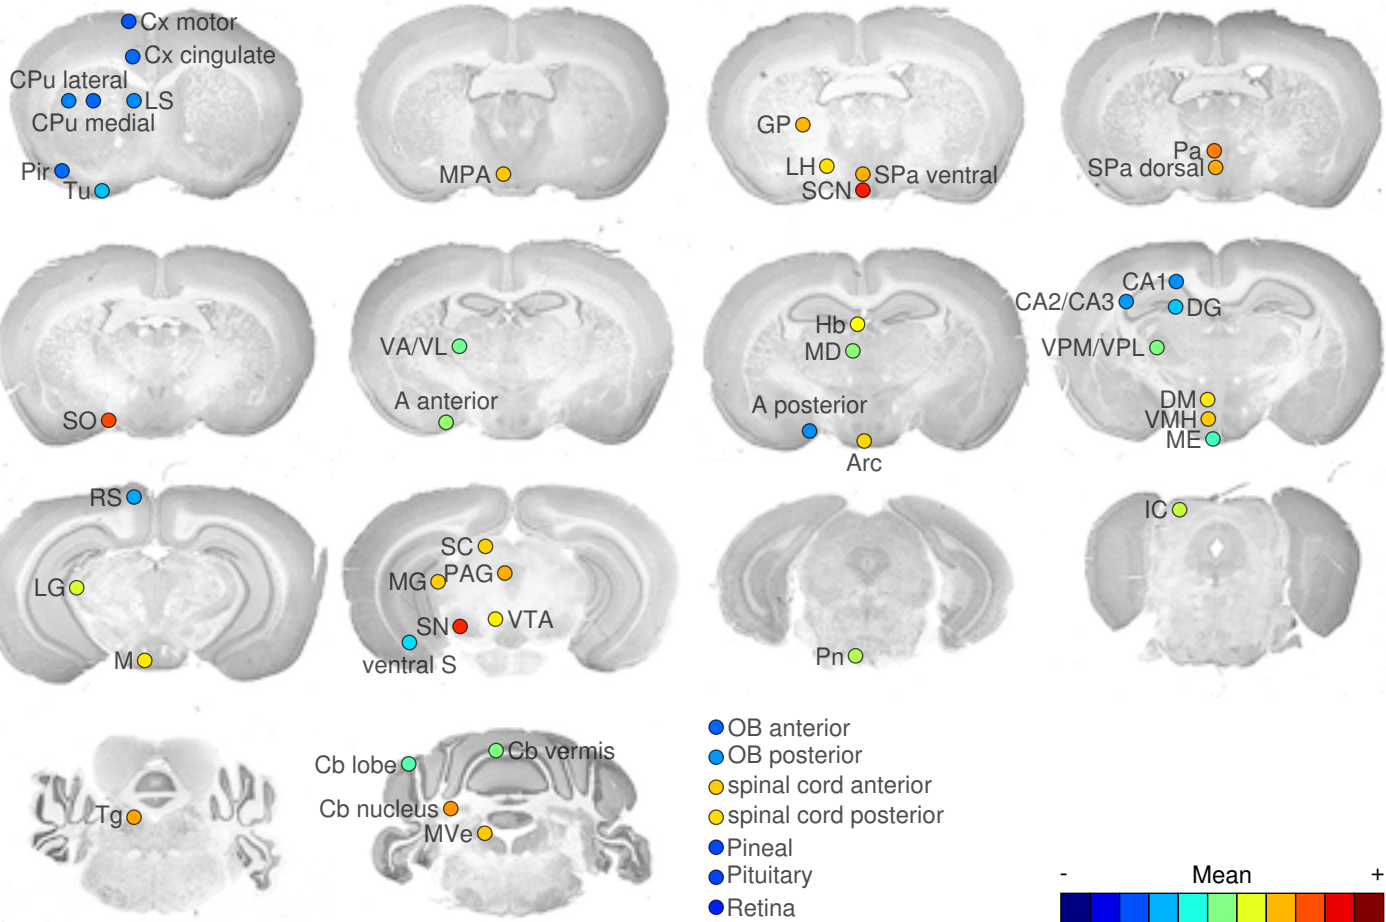 Cx motor
Cx cingulate
CPu lateral
LS
CPu medial
Pir
Tu
MPA
GP
LH
SPa ventral
SCN
Pa
SPa dorsal
SO
VA/VL
A anterior
Hb
MD
A posterior
Arc
CA1
CA2/CA3
DG
VPM/VPL
DM
VMH
ME
RS
LG
M
SC
MG
PAG
SN
VTA
ventral S
Pn
IC
Tg
Cb lobe
Cb vermis
Cb nucleus
MVe
OB anterior
OB posterior
spinal cord anterior
spinal cord posterior
Pineal
Pituitary
Retina
- Mean +